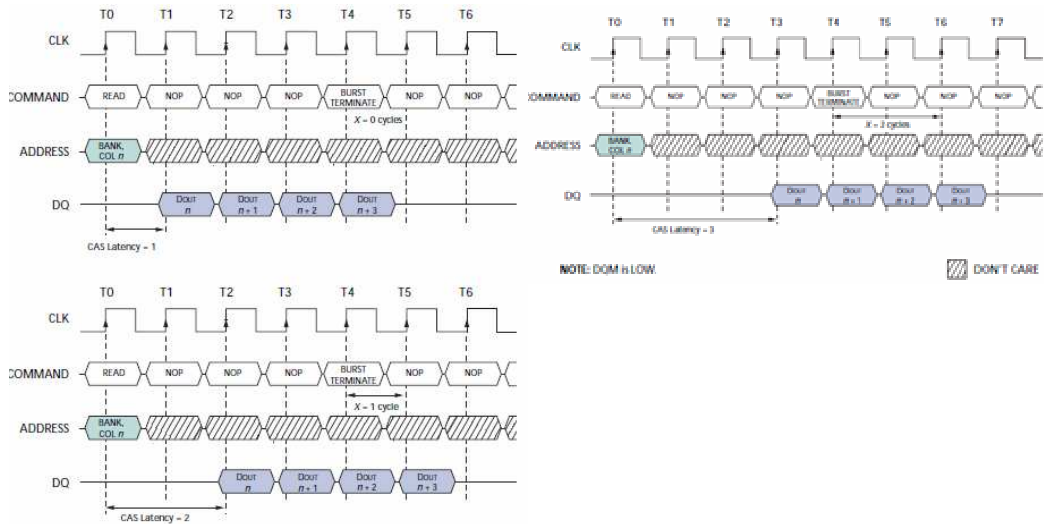 T0 T1 T2 T3 T4 T5 T6
CLK
COMMAND READ NOP NOP NOP BURST TERMINATE NOP NOP
X = 0 cycles
ADDRESS BANK, COL n
DQ DOUT n DOUT n + 1 DOUT n + 2 DOUT n + 3
CAS Latency = 1
T0 T1 T2 T3 T4 T5 T6 T7
CLK
COMMAND READ NOP NOP NOP BURST TERMINATE NOP NOP NOP
X = 2 cycles
ADDRESS BANK, COL n
DQ DOUT n DOUT n + 1 DOUT n + 2 DOUT n + 3
CAS Latency = 3
NOTE: DQM is LOW.
DON'T CARE
T0 T1 T2 T3 T4 T5 T6
CLK
COMMAND READ NOP NOP NOP BURST TERMINATE NOP NOP
X = 1 cycle
ADDRESS BANK, COL n
DQ DOUT n DOUT n + 1 DOUT n + 2 DOUT n + 3
CAS Latency = 2